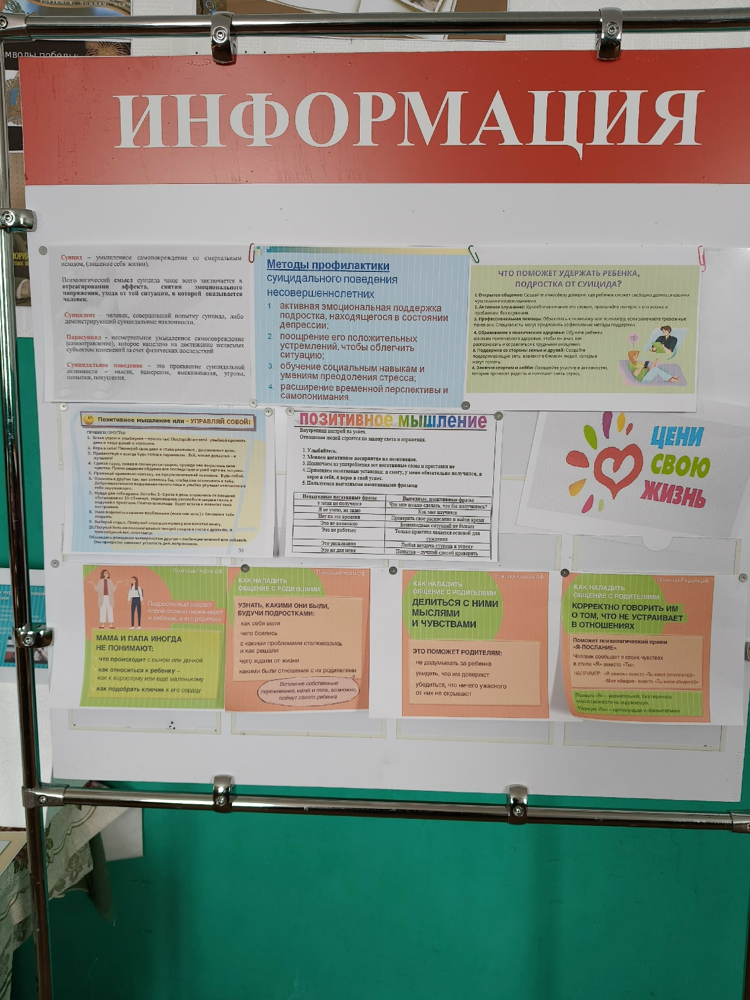 ГОРДИМСЯ, ПОМНИМ, ЧТИМ
МВОЛЫ ПОБЕДЫ:
ИНФОРМАЦИЯ
Суицид – умышленное самоповреждение со смертельным
исходом, (лишение себя жизни).
Психологический смысл суицида чаще всего заключается в
отреагировании аффекта, снятии эмоционального
напряжения, ухода от той ситуации, в которой оказывается
человек.
Суицидент – человек, совершивший попытку суицида, либо
демонстрирующий суицидальные наклонности.
Парасуицид - несмертельное умышленное самоповреждение
(самоотравление), которое нацелено на достижение желаемых
субъектом изменений за счет физических последствий
Суицидальное поведение – это проявление суицидальной
активности – мысли, намерения, высказывания, угрозы,
попытки, покушения.
Методы профилактики
суицидального поведения
несовершеннолетних
1. активная эмоциональная поддержка
подростка, находящегося в состоянии
депрессии;
2. поощрение его положительных
устремлений, чтобы облегчить
ситуацию;
3. обучение социальным навыкам и
умениям преодоления стресса;
4. расширение временной перспективы и
самопонимания.
ЧТО ПОМОЖЕТ УДЕРЖАТЬ РЕБЕНКА,
ПОДРОСТКА ОТ СУИЦИДА?
1. Открытое общение: Создайте атмосферу доверия, где ребенок сможет свободно делиться своими
чувствами и переживаниями.
2. Активное слушание: Уделяйте внимание его словам, проявляйте интерес к его жизни и
проблемам, без осуждения.
3. Профессиональная помощь: Обратитесь к психологу или психиатру, если замечаете тревожные
признаки. Специалисты могут предложить эффективные методы поддержки.
4. Образование о психическом здоровье: Обучите ребенка
основам психического здоровья, чтобы он знал, как
распознавать и справляться с трудными эмоциями.
5. Поддержка со стороны семьи и друзей: Создайте
поддерживающую сеть, вовлеките близких людей, которые
могут помочь.
6. Занятия спортом и хобби: Поощряйте участие в активностях,
которые приносят радость и помогают снять стресс.
Позитивное мышление или - УПРАВЛЯЙ СОБОЙ!
ПРАВИЛА ПРОСТЫ:
1. Встал утром и улыбнулся – просто так! Постарайся с этой улыбкой прожить
день и чаще думай о хорошем.
2. Верь в себя! Планируй свои дела и ставь реальные, достижимые цели.
3. Приветствуй и всегда будь готов к переменам. Всё, что не делается – к
лучшему!
4. Сделай паузу, попав в сложную ситуацию, прежде чем выразишь свои
чувства. Прими решение обдумав все последствия и умей идти на уступки.
5. Принимай правильно критику, не преувеличивай её значение. Будь собой.
6. Относись к другим так, как хотелось бы, чтобы они относились к тебе.
Доброжелательное выражение твоего лица и улыбка улучшат отношение к
тебе окружающих.
7. Найди для себя время. Хотя бы 2–3 раза в день отключись от внешней
обстановки на 10-15 минут, уединившись расслабься закрыв глаза, и
подумай о приятном. Плитка шоколада будет кстати и повысит твоё
настроение.
8. Умей поделиться своими проблемами (если они есть) с близкими тебе
людьми.
9. Выбирай отдых. Послушай хорошую музыку или почитай книгу.
10. Получай больше положительных эмоций сходив в гости к друзьям, в
тренажёрный зал, кинотеатр.
Обзаведись домашним четвероногим другом – любимцем кошкой или собакой.
Они прекрасно снимают усталость дня, напряжение.
30
ПОЗИТИВНОЕ МЫШЛЕНИЕ
Внутренний настрой на успех.
Отношения людей строятся по закону света и отражения.
1. Улыбайтесь.
2. Меняем негативное восприятие на позитивное.
3. Исключаем из употребления все негативные слова и приставки не
4. Применяем позитивные установки: я смогу, у меня обязательно получится, я
верю в себя, я верю в свой успех.
5. Пользуемся выгодными позитивными фразами
Невыгодные негативные фразы Выгодные, позитивные фразы
у меня не получится Что мне нужно сделать, что бы получилось?
Я не умею, не знаю Как мне научится
Нет на это времени Проверить свое расписание и найти время
Это не возможно Безвыходных ситуаций не бывает
Это не работает Только практика является основой для
суждения
Это рискованно Любая неудача-ступень к успеху
Это не для меня Попытка – лучший способ проверить
ЦЕНИ
СВОЮ
ЖИЗНЬ
ПомощьРядом.рф
Подростковый возраст
порой сложно переживают
и ребенок, и его родители
МАМА И ПАПА ИНОГДА
НЕ ПОНИМАЮТ:
что происходит с сыном или дочкой
как относиться к ребенку –
как к взрослому или еще маленькому
как подобрать ключик к его сердцу
ПомощьРядом.рф
КАК НАЛАДИТЬ
ОБЩЕНИЕ С РОДИТЕЛЯМИ
УЗНАТЬ, КАКИМИ ОНИ БЫЛИ,
БУДУЧИ ПОДРОСТКАМИ:
как себя вели
чего боялись
с какими проблемами сталкивались
и как решали
чего ждали от жизни
какими были отношения с их родителями
Вспомнив собственные
переживания, мама и папа, возможно,
поймут своего ребенка
ПомощьРядом.рф
КАК НАЛАДИТЬ
ОБЩЕНИЕ С РОДИТЕЛЯМИ
ДЕЛИТЬСЯ С НИМИ
МЫСЛЯМИ
И ЧУВСТВАМИ
ЭТО ПОМОЖЕТ РОДИТЕЛЯМ:
не додумывать за ребенка
увидеть, что им доверяют
убедиться, что ничего ужасного
от них не скрывают
ПомощьРядом.рф
КАК НАЛАДИТЬ
ОБЩЕНИЕ С РОДИТЕЛЯМИ
КОРРЕКТНО ГОВОРИТЬ ИМ
О ТОМ, ЧТО НЕ УСТРАИВАЕТ
В ОТНОШЕНИЯХ
Поможет психологический прием
«Я-ПОСЛАНИЕ».
Человек сообщает о своих чувствах
в стиле «Я» вместо «Ты».
НАПРИМЕР: «Я злюсь» вместо «Ты меня разозлил(а)»
«Мне обидно» вместо «Ты меня обидел(а)»
Позиция «Я» – уважительная, без переноса
ответственности на окружающих
Позиция «Ты» – критикующая и обвинительная